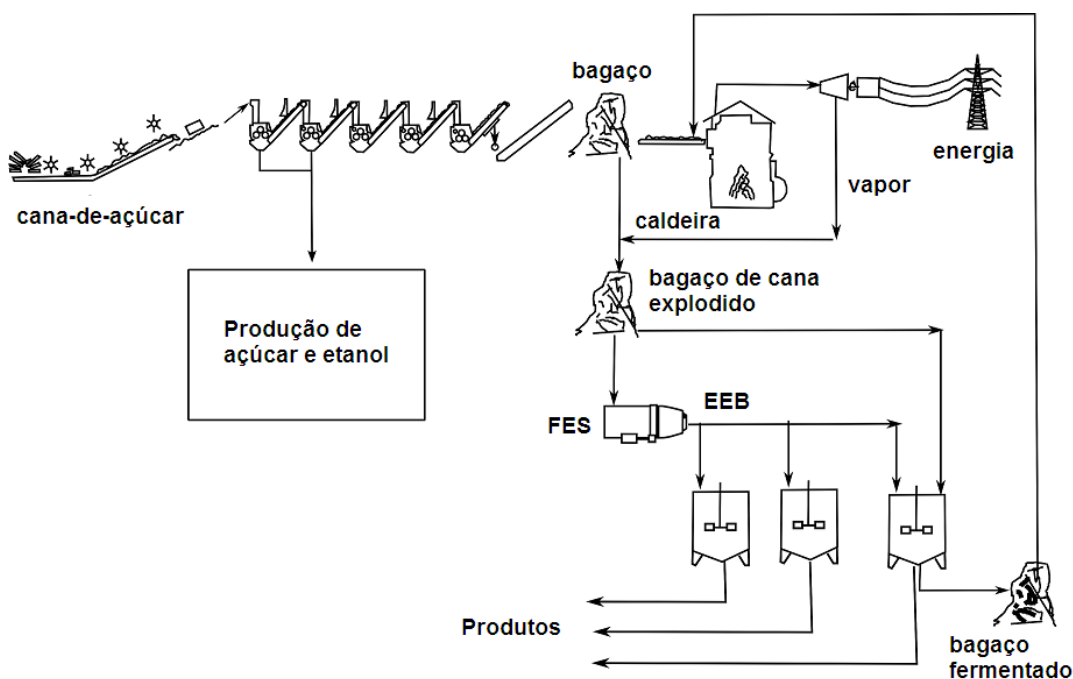 bagaço
energia
vapor
cana-de-açúcar
caldeira
bagaço de cana
explodido
Produção de
açúcar e etanol
EEB
FES
Produtos
bagaço
fermentado